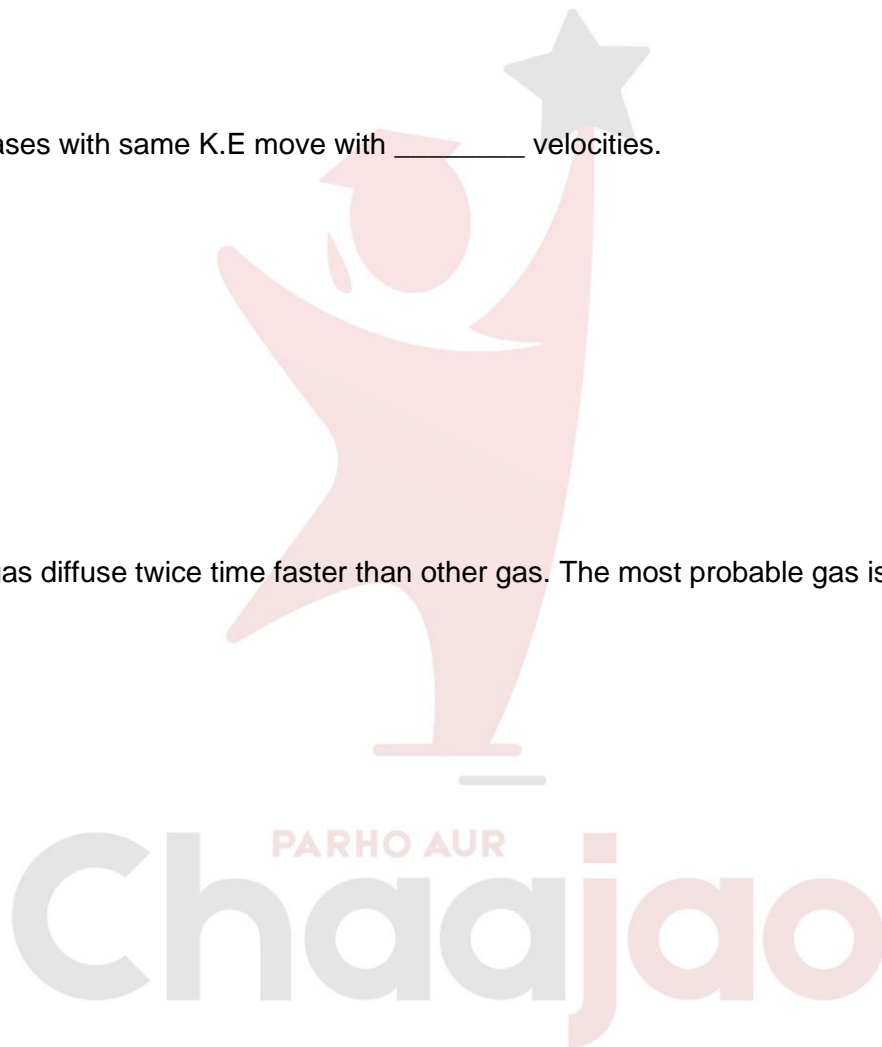 ases with same K.E move with ________ velocities.
as diffuse twice time faster than other gas. The most probable gas is
PARHO AUR
Chaajao